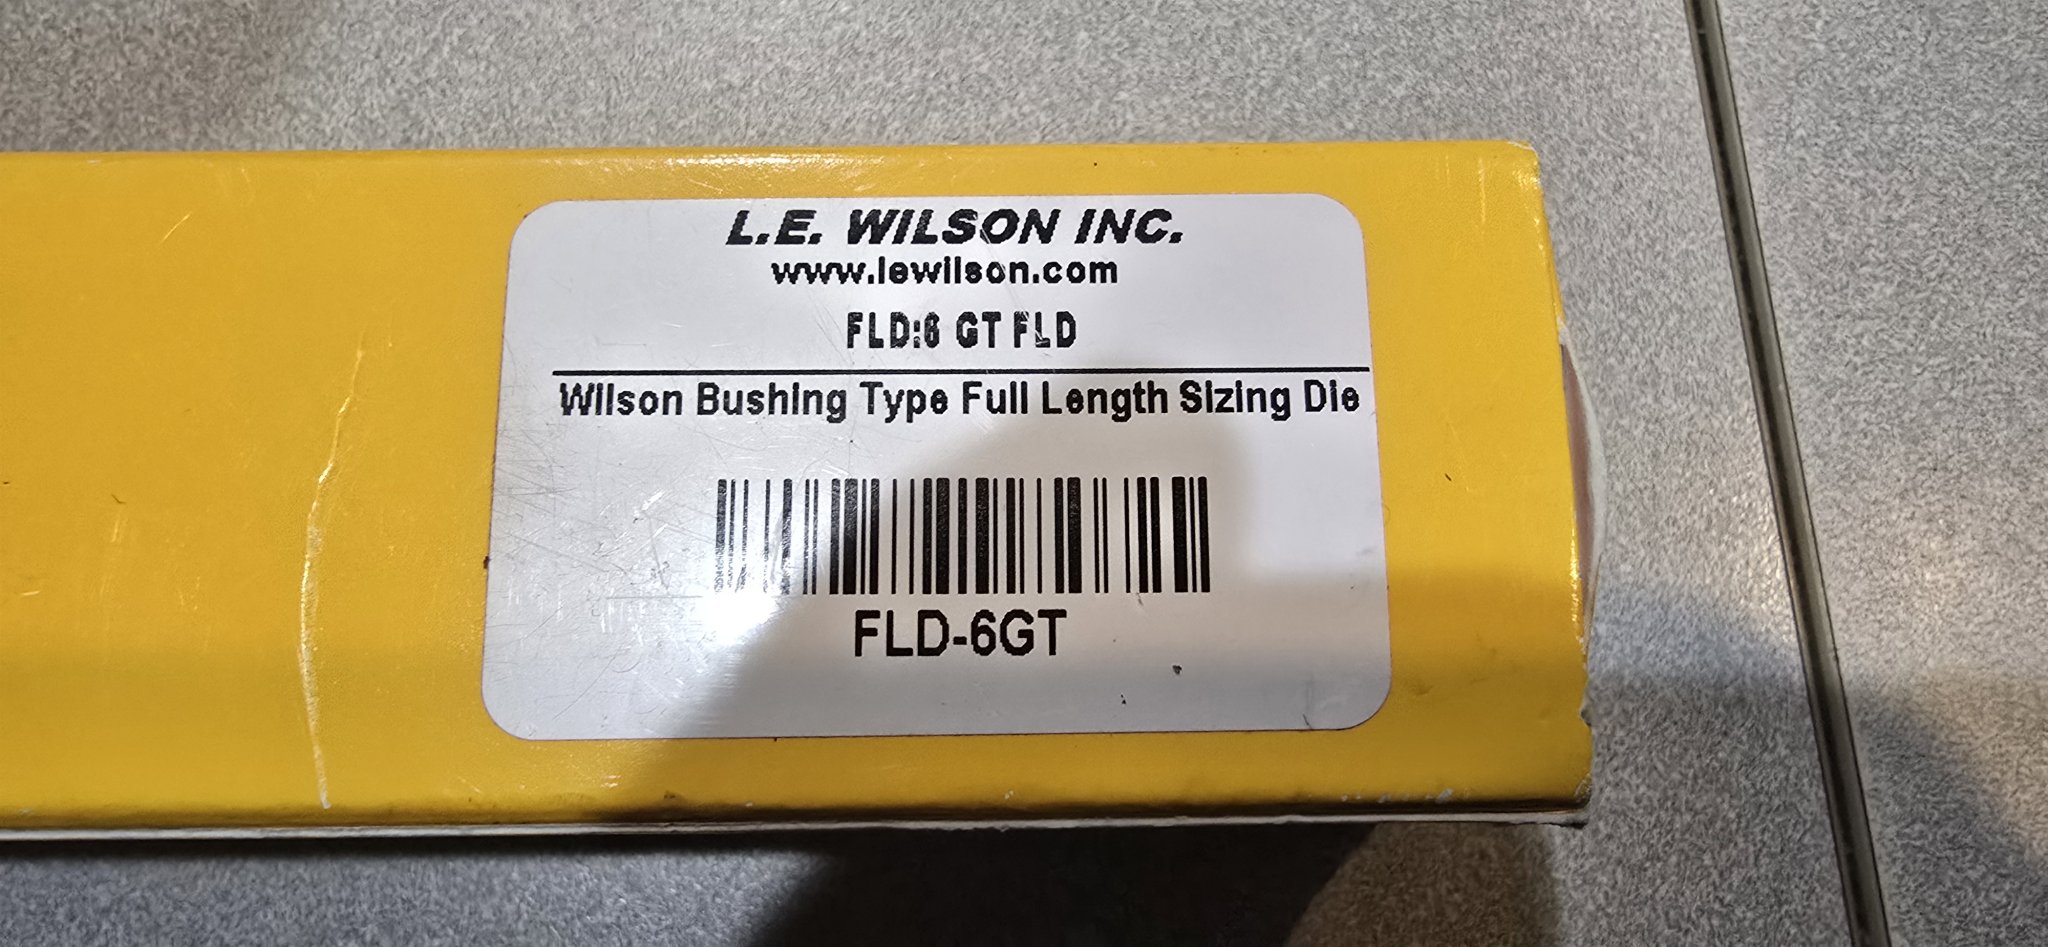 L.E. WILSON INC.
www.lewilson.com
FLD:6 GT FLD
Wilson Bushing Type Full Length Sizing Die
FLD-6GT